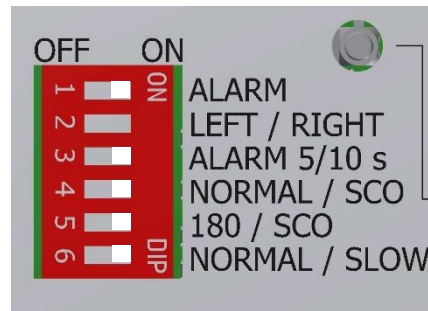 OFF ON
1 ON ALARM
2 LEFT / RIGHT
3 ALARM 5/10 s
4 NORMAL / SCO
5 180 / SCO
6 DIP NORMAL / SLOW